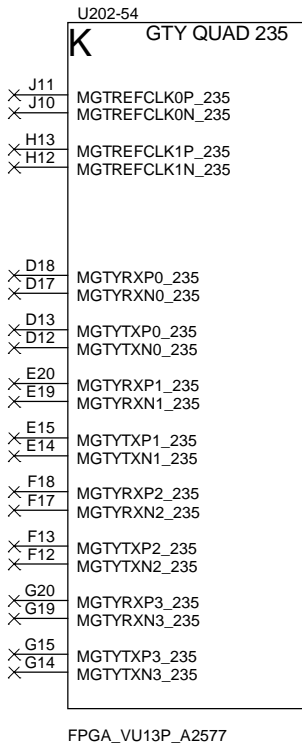 U202-54
K GTY QUAD 235
J11 MGTREFCLK0P_235
J10 MGTREFCLK0N_235
H13 MGTREFCLK1P_235
H12 MGTREFCLK1N_235
D18 MGTYRXP0_235
D17 MGTYRXN0_235
D13 MGTYTXP0_235
D12 MGTYTXN0_235
E20 MGTYRXP1_235
E19 MGTYRXN1_235
E15 MGTYTXP1_235
E14 MGTYTXN1_235
F18 MGTYRXP2_235
F17 MGTYRXN2_235
F13 MGTYTXP2_235
F12 MGTYTXN2_235
G20 MGTYRXP3_235
G19 MGTYRXN3_235
G15 MGTYTXP3_235
G14 MGTYTXN3_235
FPGA_VU13P_A2577